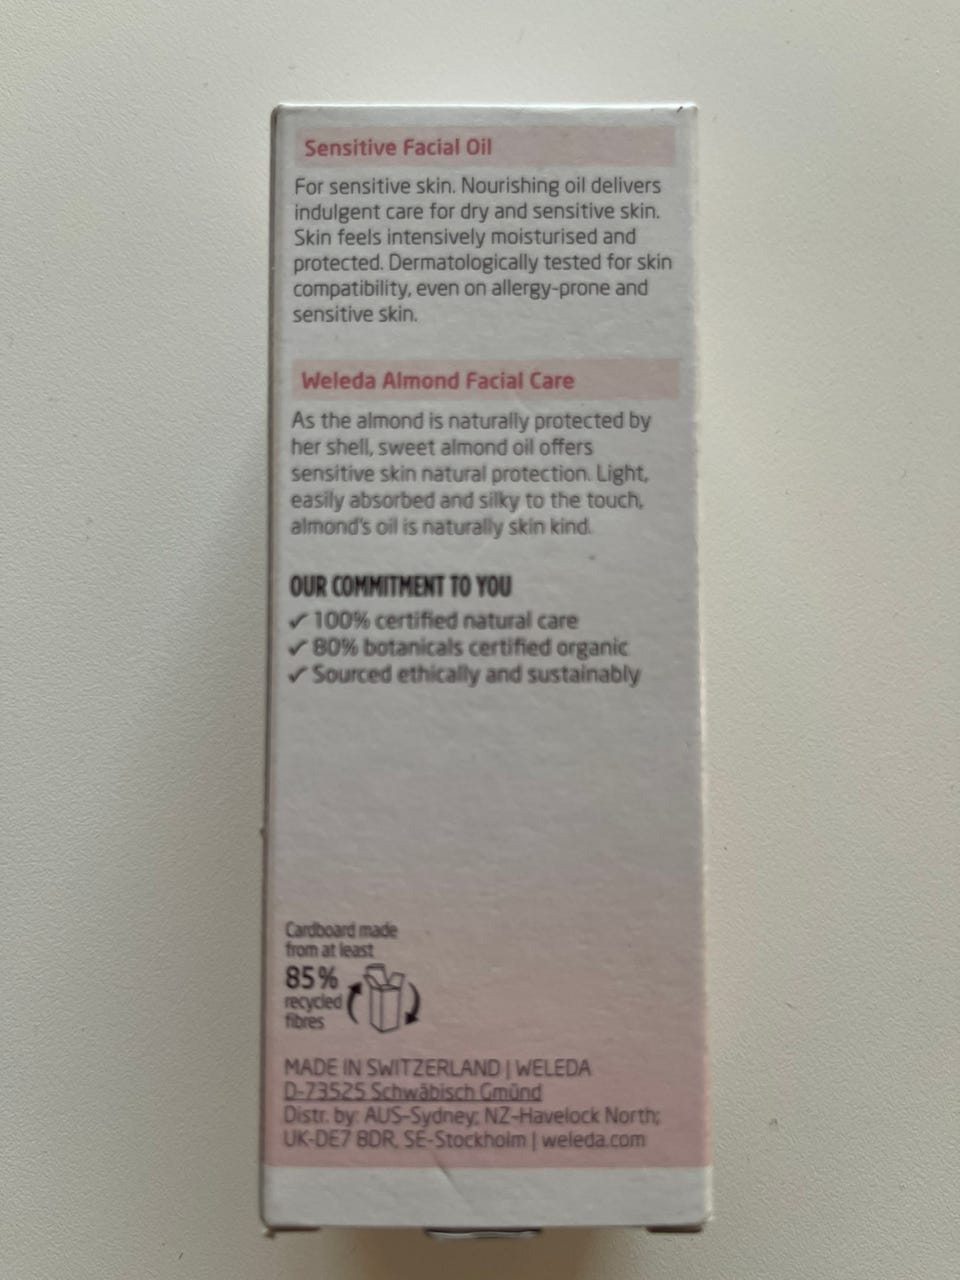 Sensitive Facial Oil
For sensitive skin. Nourishing oil delivers
indulgent care for dry and sensitive skin.
Skin feels intensively moisturised and
protected. Dermatologically tested for skin
compatibility, even on allergy-prone and
sensitive skin.
Weleda Almond Facial Care
As the almond is naturally protected by
her shell, sweet almond oil offers
sensitive skin natural protection. Light,
easily absorbed and silky to the touch,
almond's oil is naturally skin kind.
OUR COMMITMENT TO YOU
✓ 100% certified natural care
✓ 80% botanicals certified organic
✓ Sourced ethically and sustainably
Cardboard made
from at least
85%
recycled
fibres
MADE IN SWITZERLAND | WELEDA
D-73525 Schwäbisch Gmünd
Distr. by: AUS-Sydney; NZ-Havelock North;
UK-DE7 8DR, SE-Stockholm | weleda.com